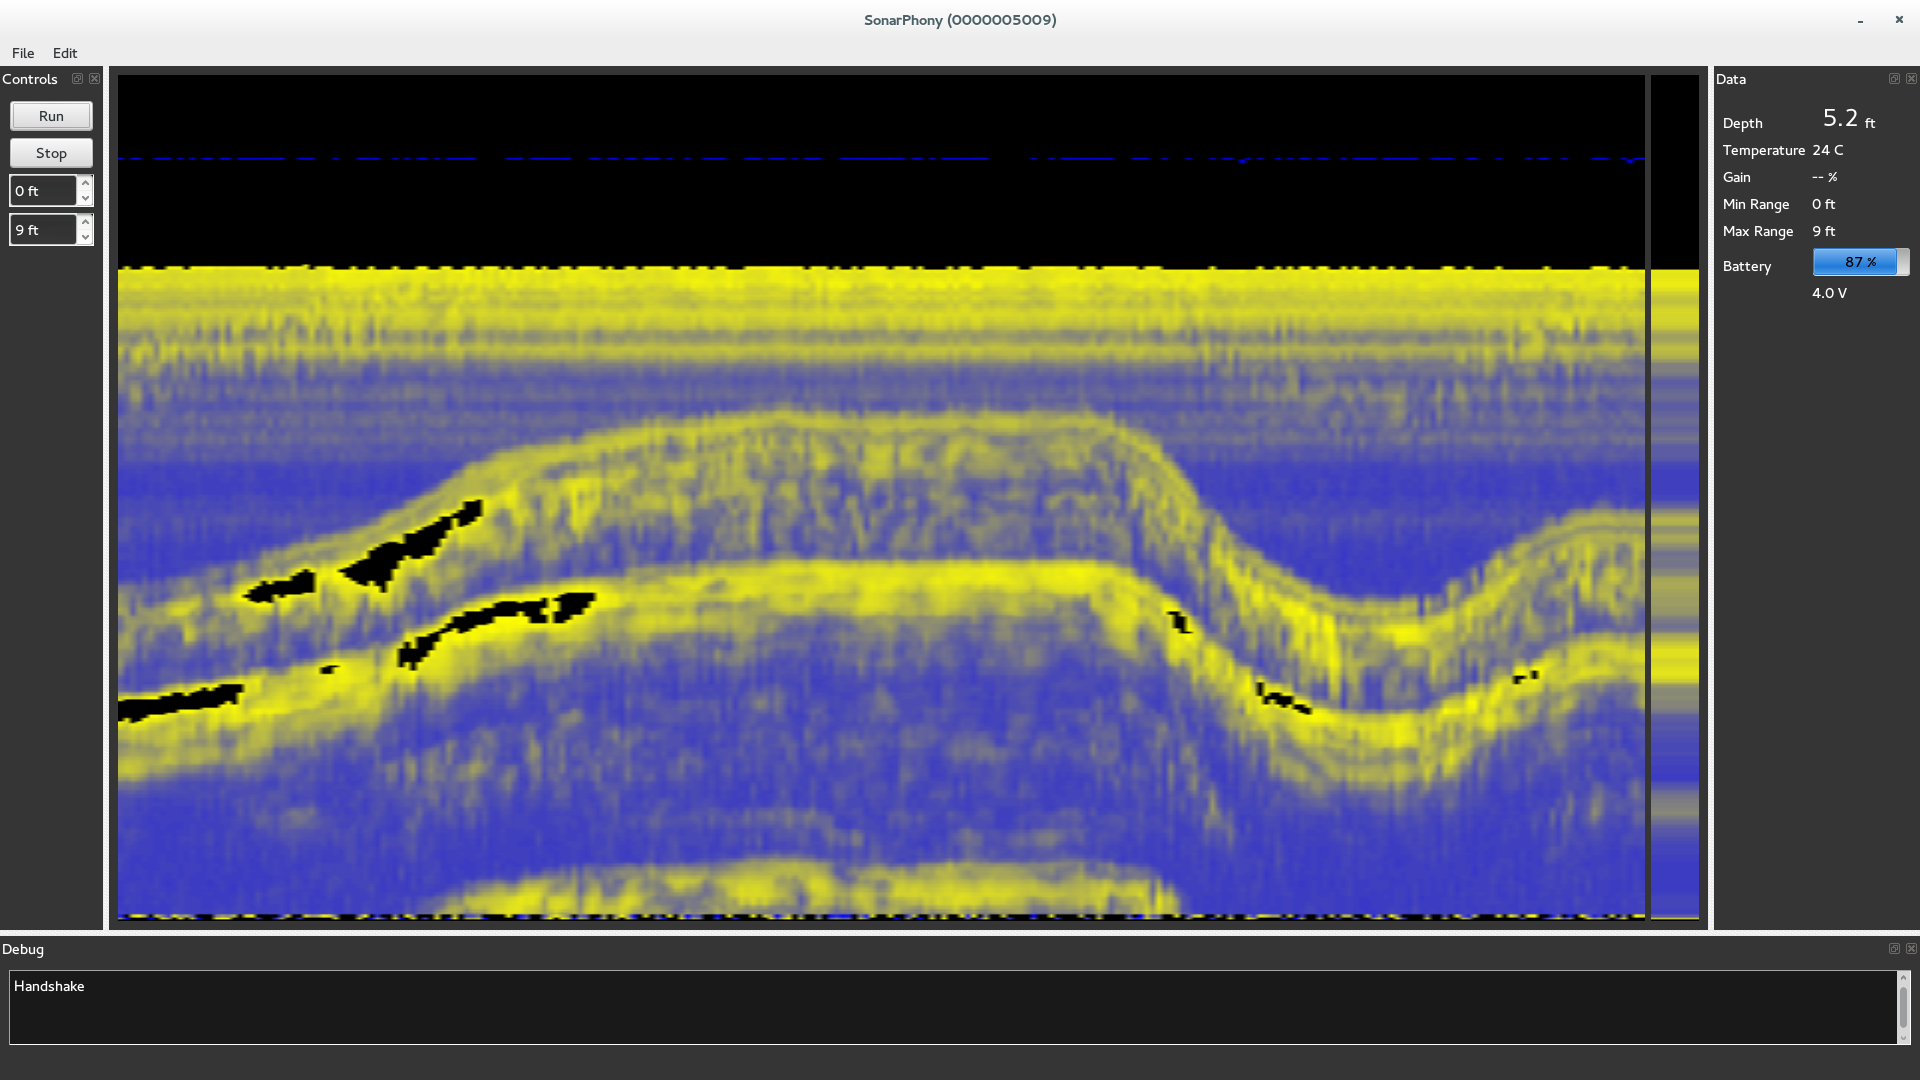 SonarPhony (0000005009)
File Edit
Controls
Run
Stop
0 ft
9 ft
Data
Depth 5.2 ft
Temperature 24 C
Gain -- %
Min Range 0 ft
Max Range 9 ft
Battery 87 %
4.0 V
Debug
Handshake